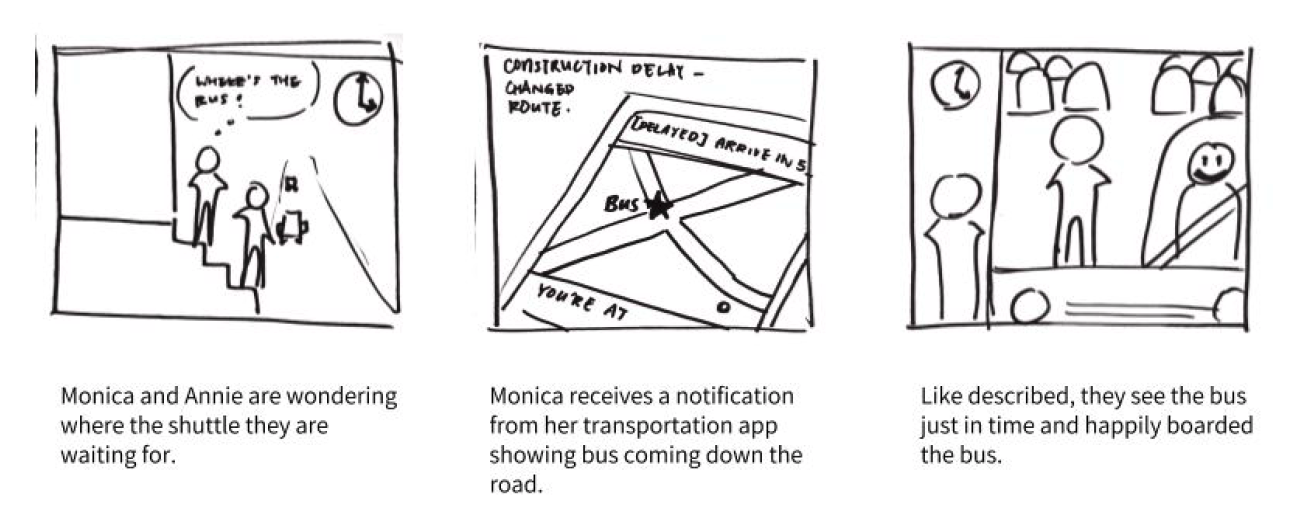 WHERE'S THE
BUS?
CONSTRUCTION DELAY -
CHANGED
ROUTE.
[DELAYED] ARRIVE IN 5
BUS
YOU'RE AT
Monica and Annie are wondering
where the shuttle they are
waiting for.
Monica receives a notification
from her transportation app
showing bus coming down the
road.
Like described, they see the bus
just in time and happily boarded
the bus.